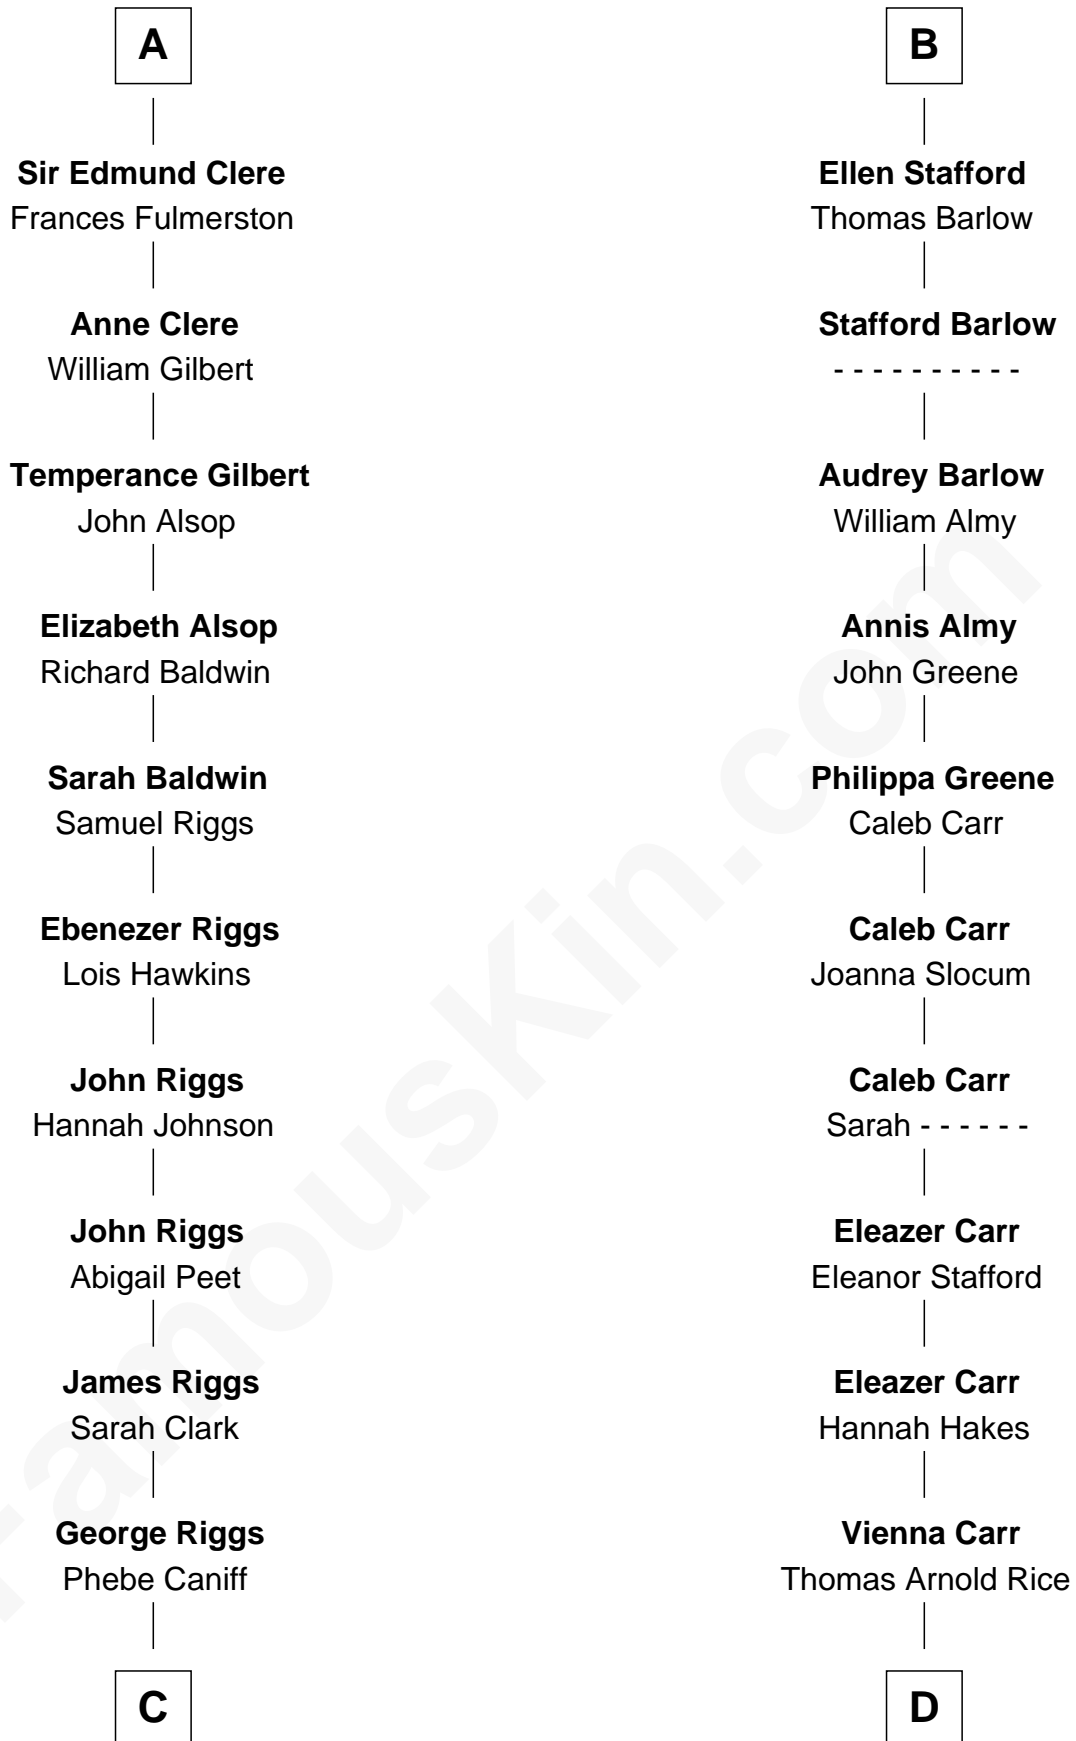 A
Sir Edmund Clere
Frances Fulmerston
Anne Clere
William Gilbert
Temperance Gilbert
John Alsop
Elizabeth Alsop
Richard Baldwin
Sarah Baldwin
Samuel Riggs
Ebenezer Riggs
Lois Hawkins
John Riggs
Hannah Johnson
John Riggs
Abigail Peet
James Riggs
Sarah Clark
George Riggs
Phebe Caniff
C
B
Ellen Stafford
Thomas Barlow
Stafford Barlow
- - - - - - - - - -
Audrey Barlow
William Almy
Annis Almy
John Greene
Philippa Greene
Caleb Carr
Caleb Carr
Joanna Slocum
Caleb Carr
Sarah - - - - - -
Eleazer Carr
Eleanor Stafford
Eleazer Carr
Hannah Hakes
Vienna Carr
Thomas Arnold Rice
D
FamousKin.com